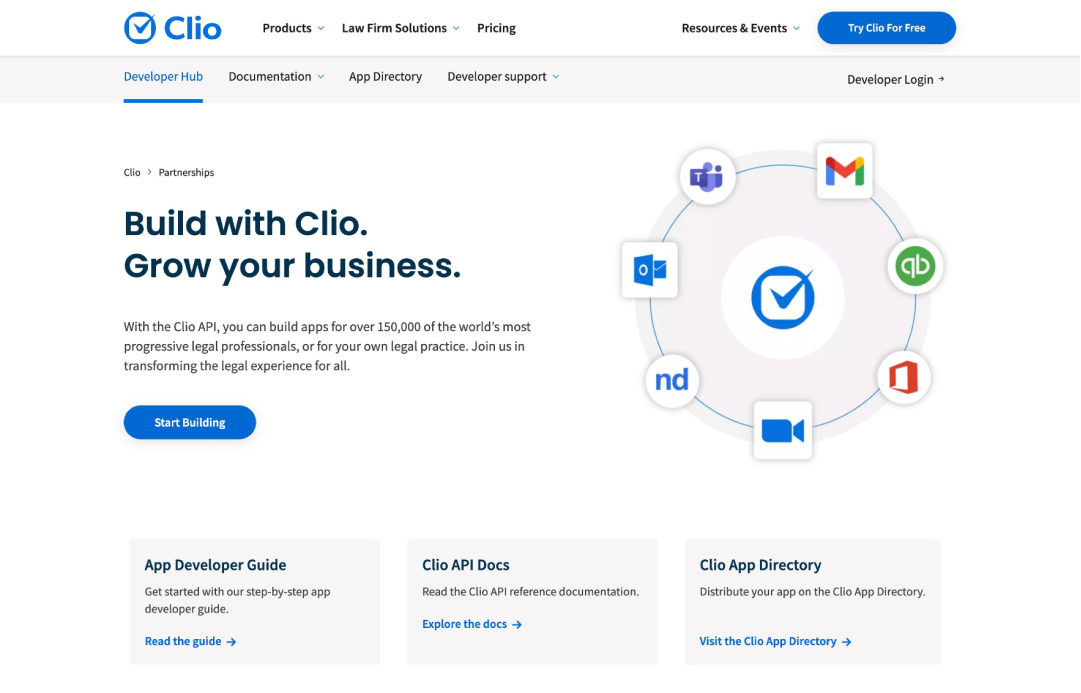 Clio
Products
Law Firm Solutions
Pricing
Resources & Events
Try Clio For Free
Developer Hub
Documentation
App Directory
Developer support
Developer Login →
Clio > Partnerships
Build with Clio.
Grow your business.
With the Clio API, you can build apps for over 150,000 of the world's most
progressive legal professionals, or for your own legal practice. Join us in
transforming the legal experience for all.
Start Building
T
O
qb
nd
App Developer Guide
Get started with our step-by-step app
developer guide.
Read the guide →
Clio API Docs
Read the Clio API reference documentation.
Explore the docs →
Clio App Directory
Distribute your app on the Clio App Directory.
Visit the Clio App Directory →